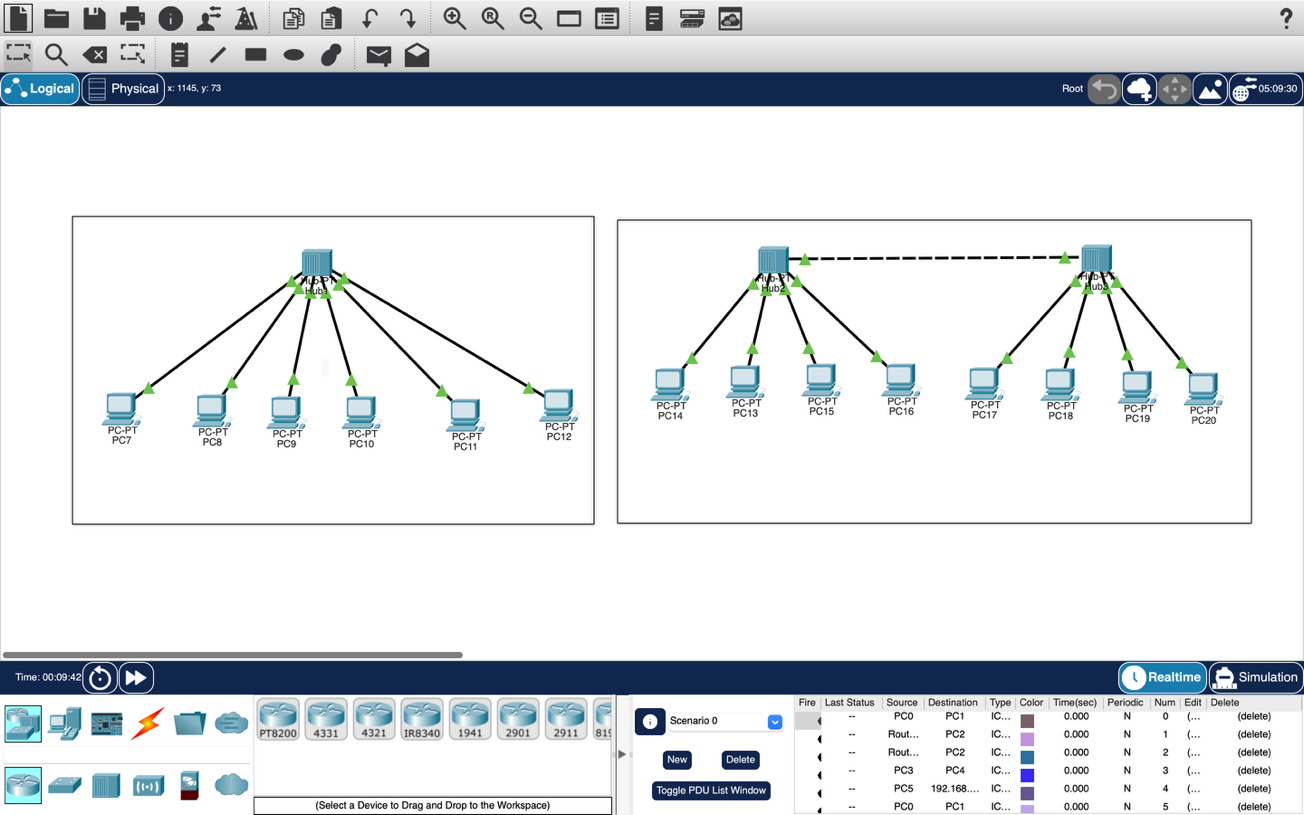 ?
Logical
Physical
x: 1145, y: 73
Root
05:09:30
Hub-PT
Hub1
PC-PT
PC7
PC-PT
PC8
PC-PT
PC9
PC-PT
PC10
PC-PT
PC11
PC-PT
PC12
Hub-PT
Hub2
Hub-PT
Hub3
PC-PT
PC14
PC-PT
PC13
PC-PT
PC15
PC-PT
PC16
PC-PT
PC17
PC-PT
PC18
PC-PT
PC19
PC-PT
PC20
Time: 00:09:42
Realtime
Simulation
PT8200 4331 4321 IR8340 1941 2901 2911 819
(Select a Device to Drag and Drop to the Workspace)
Scenario 0
New
Delete
Toggle PDU List Window
Fire Last Status Source Destination Type Color Time(sec) Periodic Num Edit Delete
-- PC0 PC1 IC... 0.000 N 0 (... (delete)
-- Rout... PC2 IC... 0.000 N 1 (... (delete)
-- Rout... PC2 IC... 0.000 N 2 (... (delete)
-- PC3 PC4 IC... 0.000 N 3 (... (delete)
-- PC5 192.168.... IC... 0.000 N 4 (... (delete)
-- PC0 PC1 IC... 0.000 N 5 (... (delete)